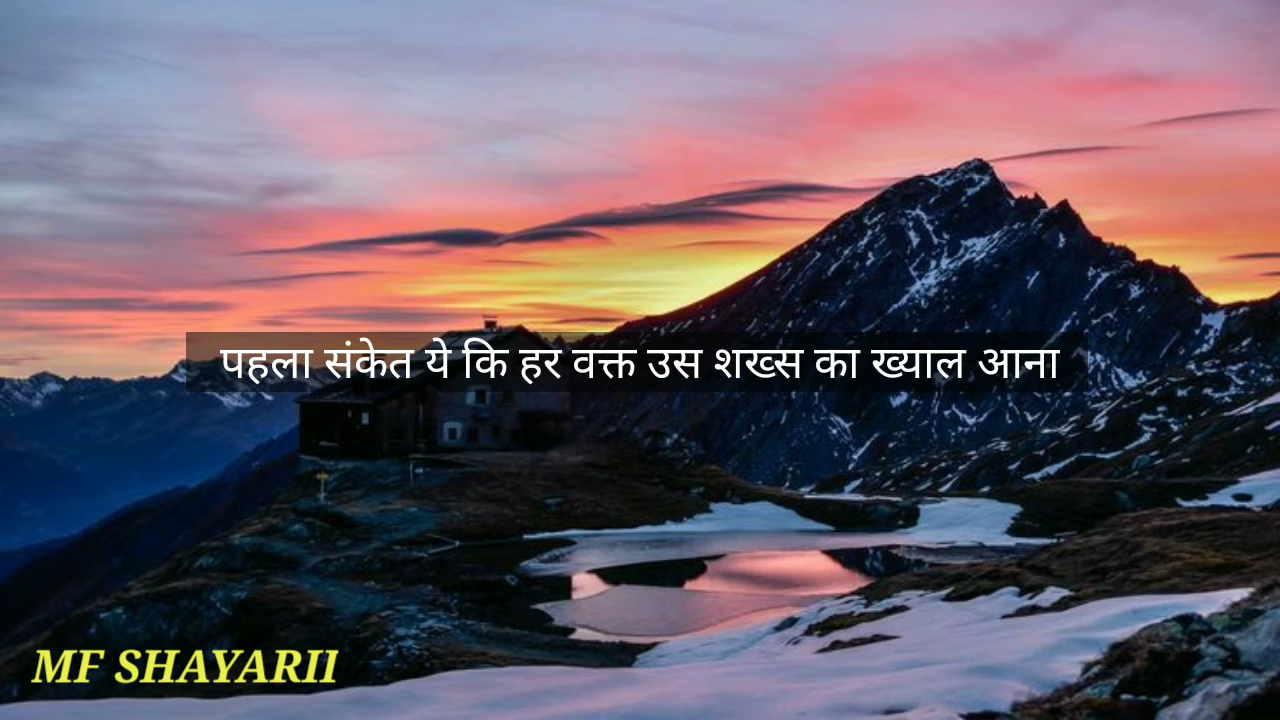 पहला संकेत ये कि हर वक्त उस शख्स का ख्याल आना
MF SHAYARII